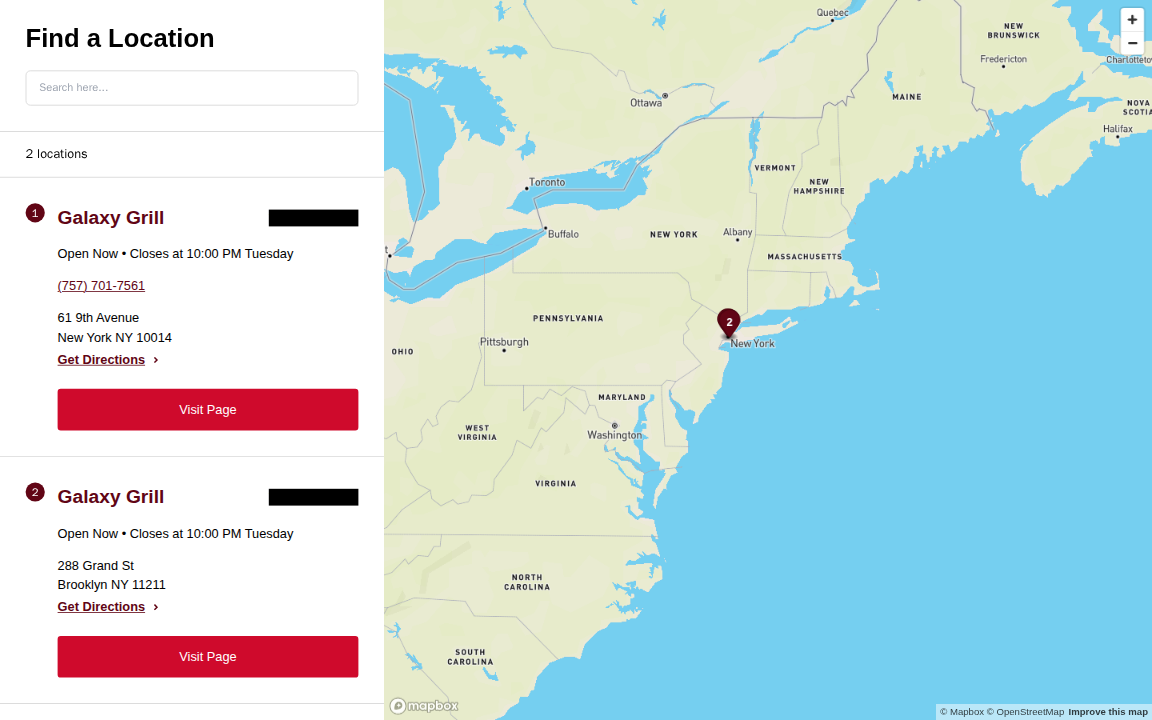 Find a Location
Search here...
2 locations
1
Galaxy Grill
Open Now • Closes at 10:00 PM Tuesday
(757) 701-7561
61 9th Avenue
New York NY 10014
Get Directions
Visit Page
2
Galaxy Grill
Open Now • Closes at 10:00 PM Tuesday
288 Grand St
Brooklyn NY 11211
Get Directions
Visit Page
Quebec
NEW
BRUNSWICK
Fredericton
Charlotteto
Ottawa
MAINE
NOVA
SCOTIA
Halifax
VERMONT
Toronto
NEW
HAMPSHIRE
Buffalo
NEW YORK
Albany
t
MASSACHUSETTS
PENNSYLVANIA
2
New York
Pittsburgh
OHIO
MARYLAND
WEST
VIRGINIA
Washington
VIRGINIA
NORTH
CAROLINA
SOUTH
CAROLINA
mapbox
© Mapbox © OpenStreetMap Improve this map